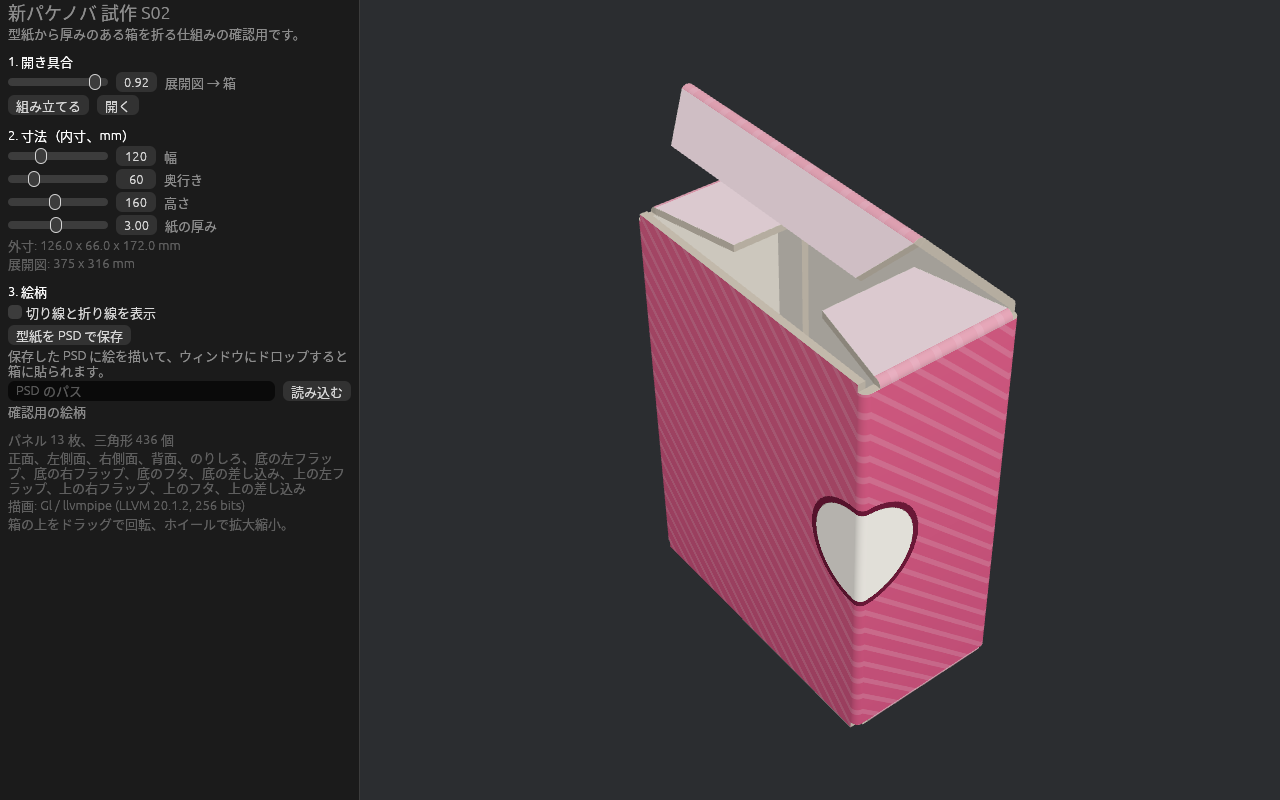 新パケノバ 試作 S02
型紙から厚みのある箱を折る仕組みの確認用です。
1. 開き具合
0.92 展開図 → 箱
組み立てる 開く
2. 寸法（内寸、mm）
120 幅
60 奥行き
160 高さ
3.00 紙の厚み
外寸: 126.0 x 66.0 x 172.0 mm
展開図: 375 x 316 mm
3. 絵柄
切り線と折り線を表示
型紙を PSD で保存
保存した PSD に絵を描いて、ウィンドウにドロップすると
箱に貼られます。
PSD のパス 読み込む
確認用の絵柄
パネル 13 枚、三角形 436 個
正面、左側面、右側面、背面、のりしろ、底の左フラッ
プ、底の右フラップ、底のフタ、底の差し込み、上の左フ
ラップ、上の右フラップ、上のフタ、上の差し込み
描画: Gl / llvmpipe (LLVM 20.1.2, 256 bits)
箱の上をドラッグで回転、ホイールで拡大縮小。